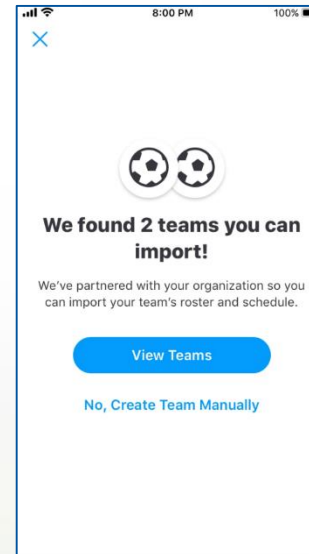 8:00 PM
100%
We found 2 teams you can
import!
We've partnered with your organization so you
can import your team's roster and schedule.
View Teams
No, Create Team Manually